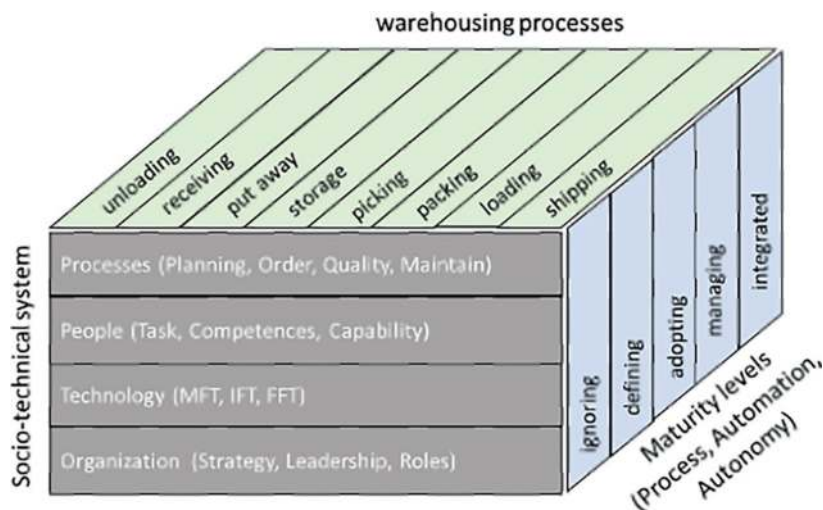 warehousing processes
unloading
receiving
put away
storage
picking
packing
loading
shipping
Socio-technical system
Processes (Planning, Order, Quality, Maintain)
People (Task, Competences, Capability)
Technology (MFT, IFT, FFT)
Organization (Strategy, Leadership, Roles)
ignoring
defining
adopting
managing
integrated
Maturity levels
(Process, Automation,
Autonomy)